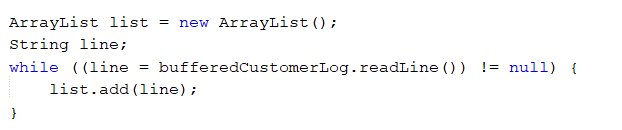 ArrayList list = new ArrayList();
String line;
while ((line = bufferedCustomerLog.readLine()) != null) {
    list.add(line);
}